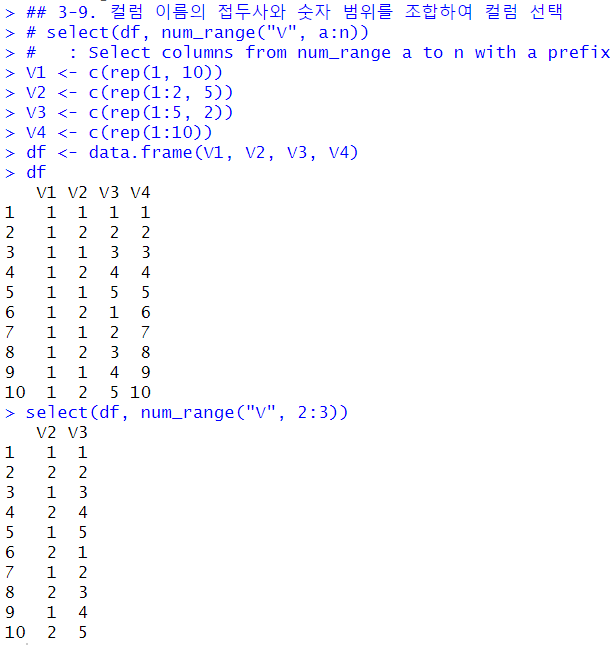 > ## 3-9. 컬럼 이름의 접두사와 숫자 범위를 조합하여 컬럼 선택
> # select(df, num_range("V", a:n))
> #   : Select columns from num_range a to n with a prefix
> V1 <- c(rep(1, 10))
> V2 <- c(rep(1:2, 5))
> V3 <- c(rep(1:5, 2))
> V4 <- c(rep(1:10))
> df <- data.frame(V1, V2, V3, V4)
> df
   V1 V2 V3 V4
1   1  1  1  1
2   1  2  2  2
3   1  1  3  3
4   1  2  4  4
5   1  1  5  5
6   1  2  1  6
7   1  1  2  7
8   1  2  3  8
9   1  1  4  9
10  1  2  5 10
> select(df, num_range("V", 2:3))
   V2 V3
1   1  1
2   2  2
3   1  3
4   2  4
5   1  5
6   2  1
7   1  2
8   2  3
9   1  4
10  2  5